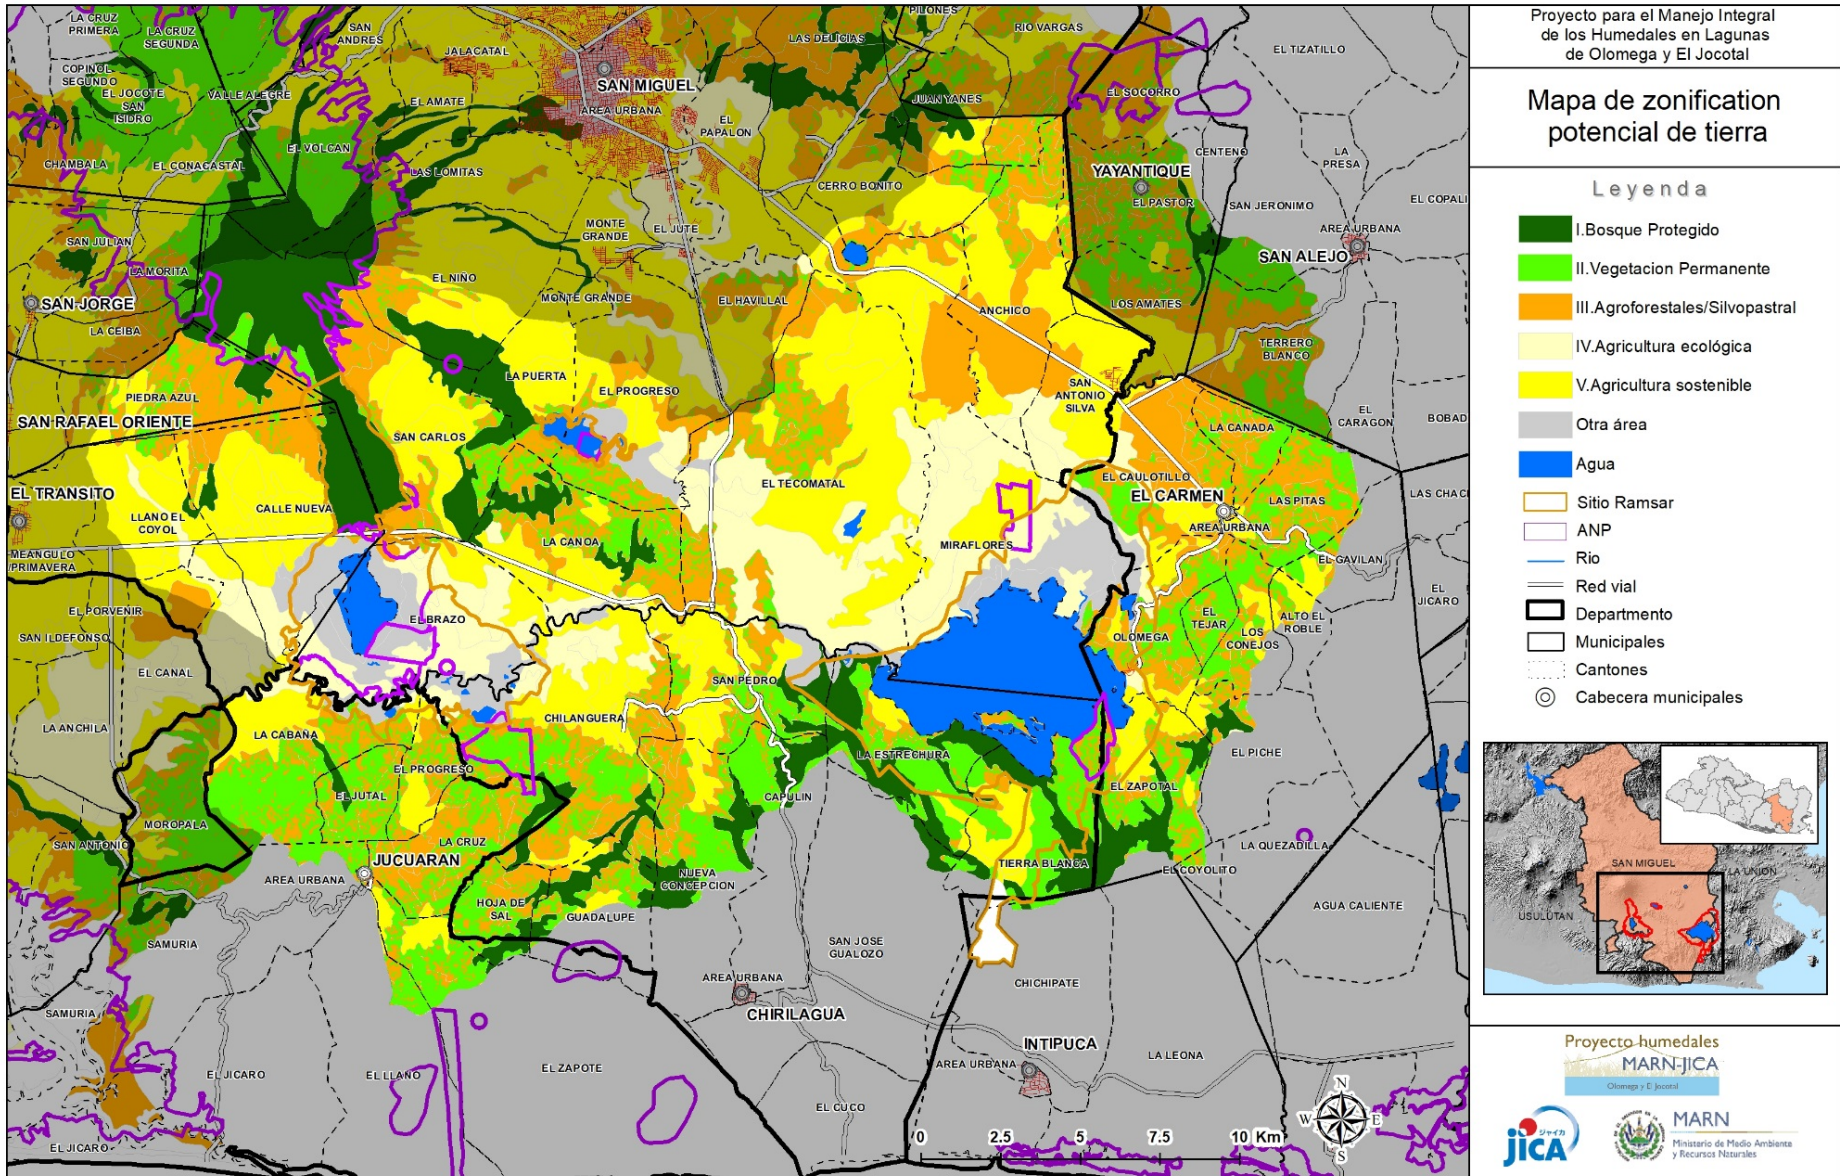 Proyecto para el Manejo Integral
de los Humedales en Lagunas
de Olomega y El Jocotal
Mapa de zonification
potencial de tierra
Leyenda
I.Bosque Protegido
II.Vegetacion Permanente
III.Agroforestales/Silvopastral
IV.Agricultura ecológica
V.Agricultura sostenible
Otra área
Agua
Sitio Ramsar
ANP
Rio
Red vial
Departmento
Municipales
Cantones
Cabecera municipales
SAN MIGUEL
LA UNION
USULUTAN
Proyecto humedales
MARN-JICA
Olomega y El Jocotal
ジャイカ
JICA
MARN
Ministerio de Medio Ambiente
y Recursos Naturales
LA CRUZ
PRIMERA
LA CRUZ
SEGUNDA
SAN
ANDRES
JALACATAL
LAS DELICIAS
PILONES
RIO VARGAS
EL TIZATILLO
COPINOL
SEGUNDO
EL JOCOTE
SAN
ISIDRO
VALLE ALEGRE
EL AMATE
SAN MIGUEL
AREA URBANA
EL
PAPALON
JUAN YANES
EL SOCORRO
CHAMBALA
EL CONACASTAL
EL VOLCAN
LAS LOMITAS
CERRO BONITO
CENTENO
LA
PRESA
YAYANTIQUE
EL PASTOR
SAN JERONIMO
EL COPALI
SAN JULIAN
LA MORITA
MONTE
GRANDE
EL JUTE
AREA URBANA
SAN ALEJO
SAN JORGE
EL NIÑO
MONTE GRANDE
EL HAVILLAL
ANCHICO
LOS AMATES
LA CEIBA
TERRERO
BLANCO
PIEDRA AZUL
LA PUERTA
EL PROGRESO
SAN
ANTONIO
SILVA
EL
CARAGON
BOBAD
SAN RAFAEL ORIENTE
SAN CARLOS
LA CANADA
EL TRANSITO
EL TECOMATAL
EL CAULOTILLO
EL CARMEN
LAS PITAS
LAS CHAC
LLANO EL
COYOL
CALLE NUEVA
AREA URBANA
MEANGULO
/PRIMAVERA
LA CANOA
MIRAFLORES
EL GAVILAN
EL
JICARO
EL PORVENIR
SAN ILDEFONSO
EL BRAZO
OLOMEGA
EL
TEJAR
LOS
CONEJOS
ALTO EL
ROBLE
EL CANAL
SAN PEDRO
LA ANCHILA
LA CABAÑA
CHILANGUERA
LA ESTRECHURA
EL PICHE
EL PROGRESO
EL JUTAL
CAPULIN
EL ZAPOTAL
MOROPALA
SAN ANTONIO
LA CRUZ
JUCUARAN
AREA URBANA
NUEVA
CONCEPCION
TIERRA BLANCA
EL COYOLITO
LA QUEZADILLA
HOJA DE
SAL
GUADALUPE
AGUA CALIENTE
SAMURIA
SAN JOSE
GUALOZO
AREA URBANA
CHICHIPATE
CHIRILAGUA
SAMURIA
INTIPUCA
EL JICARO
EL LLANO
EL ZAPOTE
AREA URBANA
LA LEONA
EL CUCO
EL JICARO
N
W E
S
0 2.5 5 7.5 10 Km